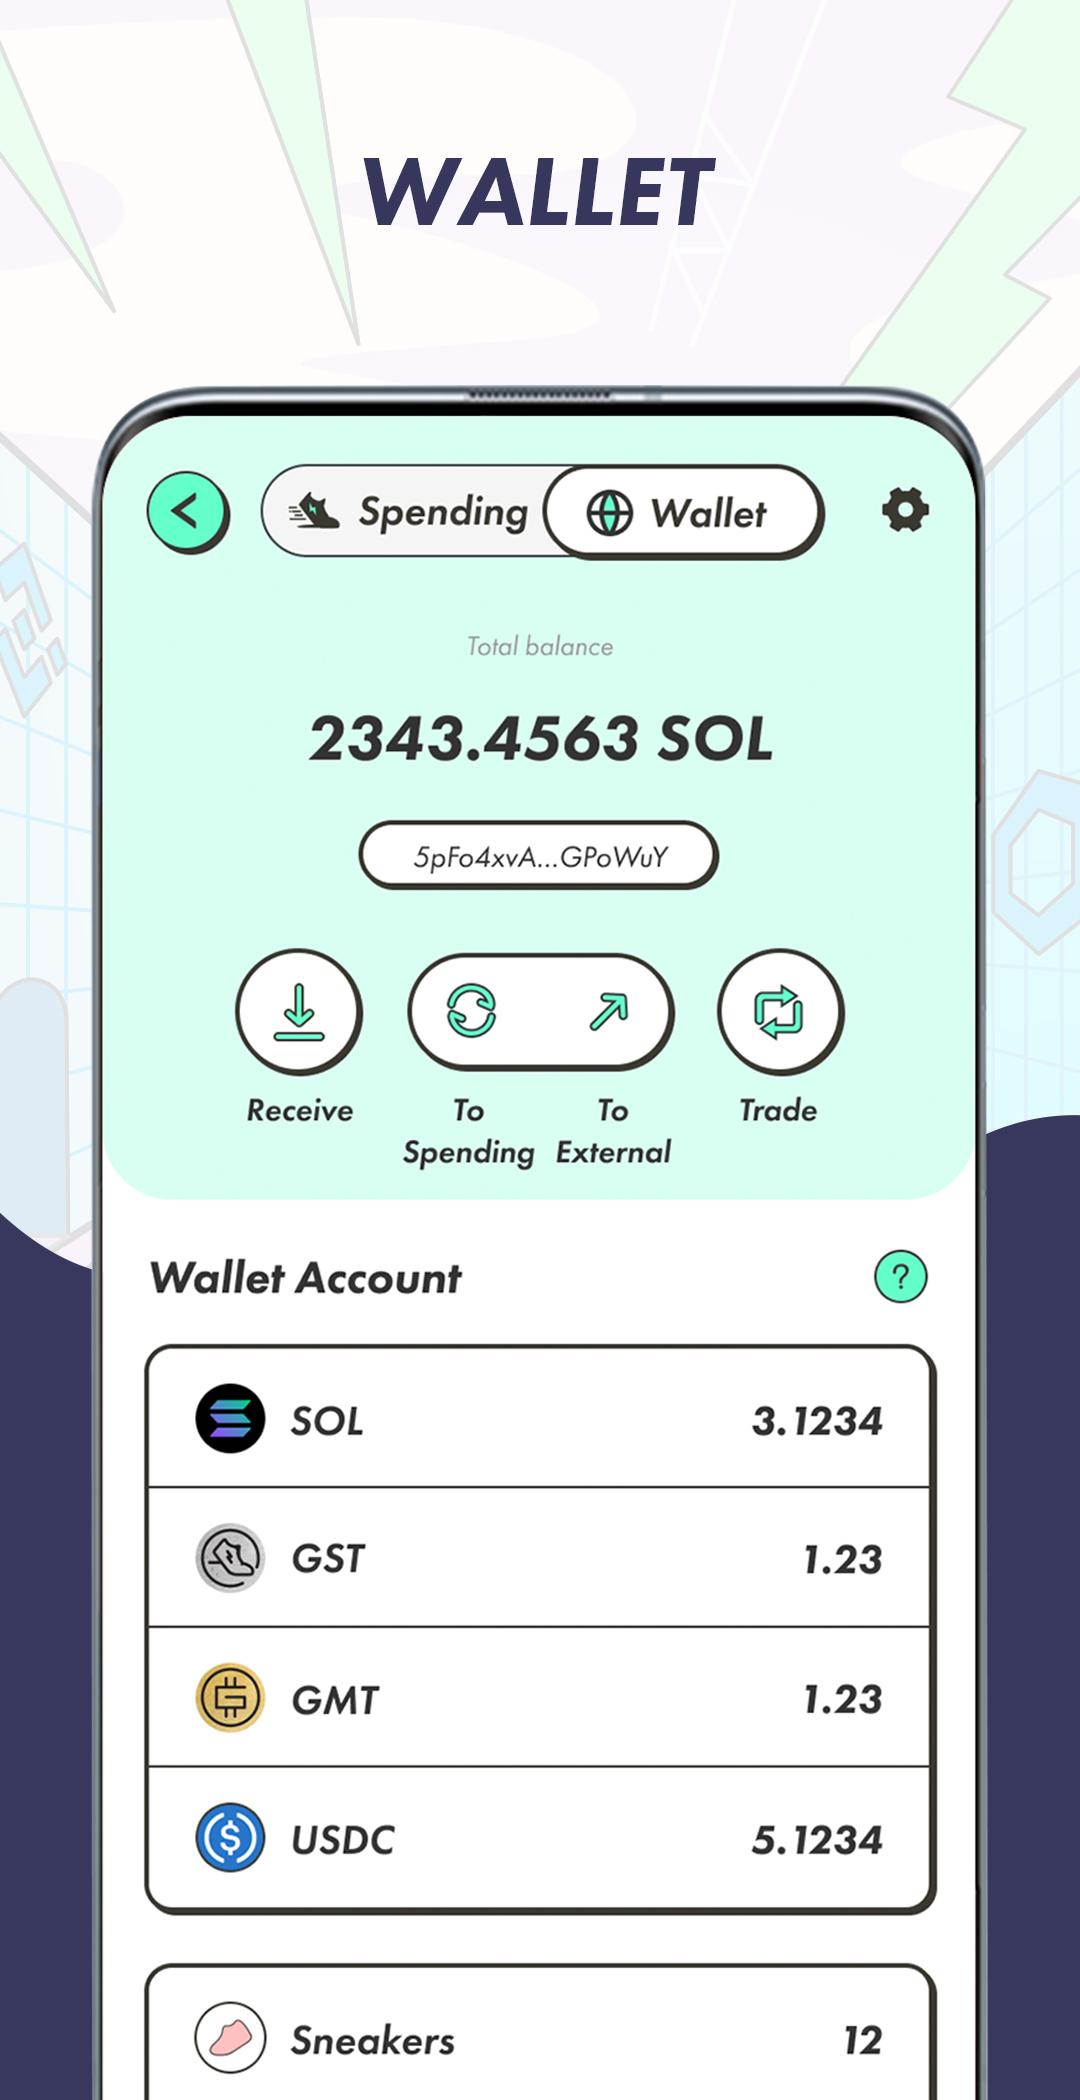 WALLET
Spending
Wallet
Total balance
2343.4563 SOL
5pFo4xvA...GPoWuY
Receive
To Spending
To External
Trade
Wallet Account
?
SOL 3.1234
GST 1.23
GMT 1.23
USDC 5.1234
Sneakers 12